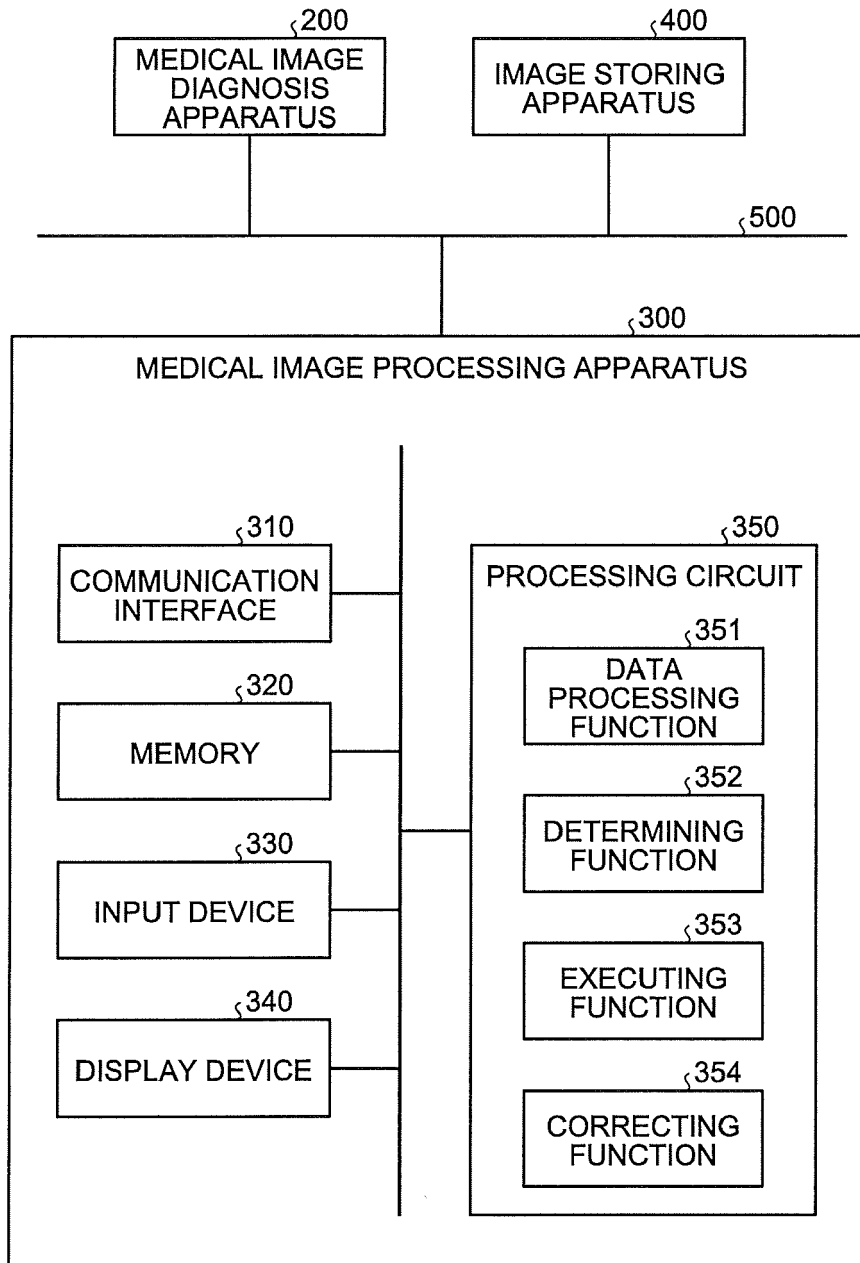 200
MEDICAL IMAGE
DIAGNOSIS
APPARATUS
400
IMAGE STORING
APPARATUS
500
300
MEDICAL IMAGE PROCESSING APPARATUS
310
COMMUNICATION
INTERFACE
320
MEMORY
330
INPUT DEVICE
340
DISPLAY DEVICE
350
PROCESSING CIRCUIT
351
DATA
PROCESSING
FUNCTION
352
DETERMINING
FUNCTION
353
EXECUTING
FUNCTION
354
CORRECTING
FUNCTION